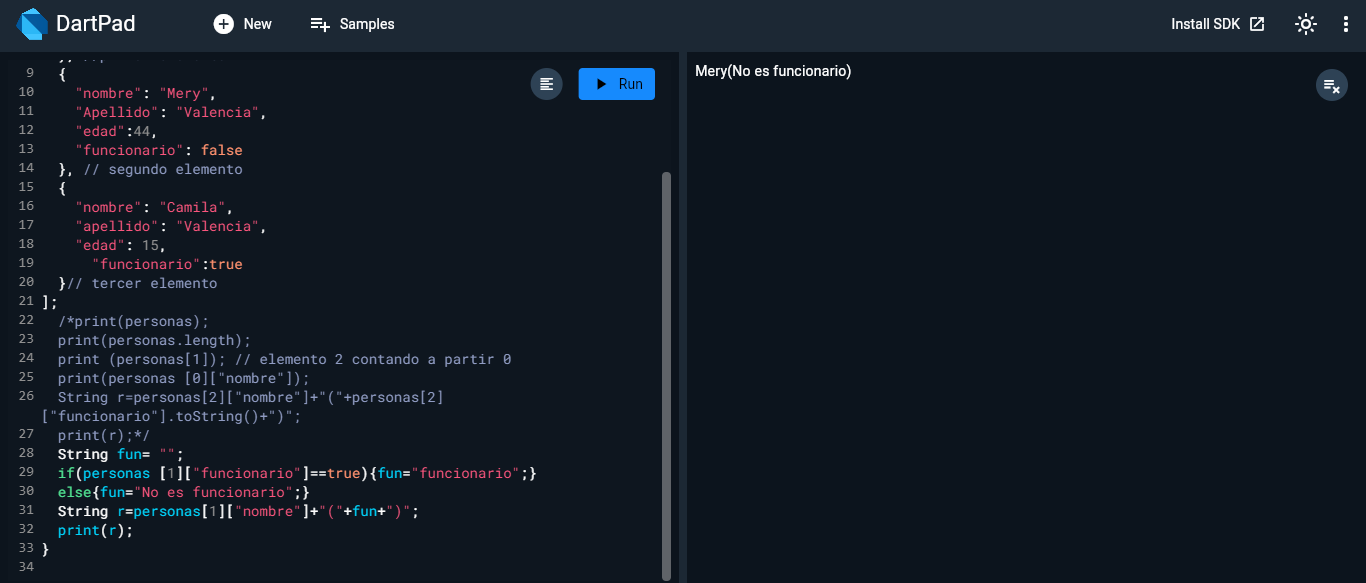 DartPad
New
Samples
Install SDK
Run
9 {
10 "nombre": "Mery",
11 "Apellido": "Valencia",
12 "edad":44,
13 "funcionario": false
14 }, // segundo elemento
15 {
16 "nombre": "Camila",
17 "apellido": "Valencia",
18 "edad": 15,
19 "funcionario":true
20 }// tercer elemento
21 ];
22 /*print(personas);
23 print(personas.length);
24 print (personas[1]); // elemento 2 contando a partir 0
25 print(personas [0]["nombre"]);
26 String r=personas[2]["nombre"]+"("+personas[2]
["funcionario"].toString()+")";
27 print(r);*/
28 String fun= "";
29 if(personas [1]["funcionario"]==true){fun="funcionario";}
30 else{fun="No es funcionario";}
31 String r=personas[1]["nombre"]+"("+fun+")";
32 print(r);
33 }
34
Mery(No es funcionario)